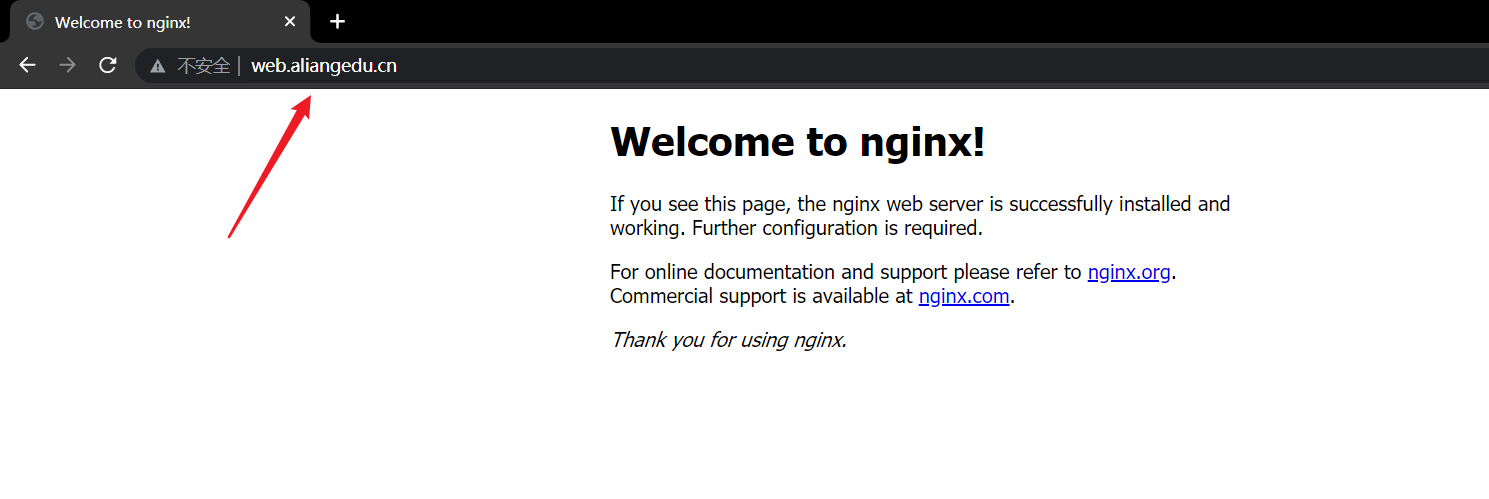 Welcome to nginx!
不安全 | web.aliangedu.cn
Welcome to nginx!
If you see this page, the nginx web server is successfully installed and
working. Further configuration is required.
For online documentation and support please refer to nginx.org.
Commercial support is available at nginx.com.
Thank you for using nginx.